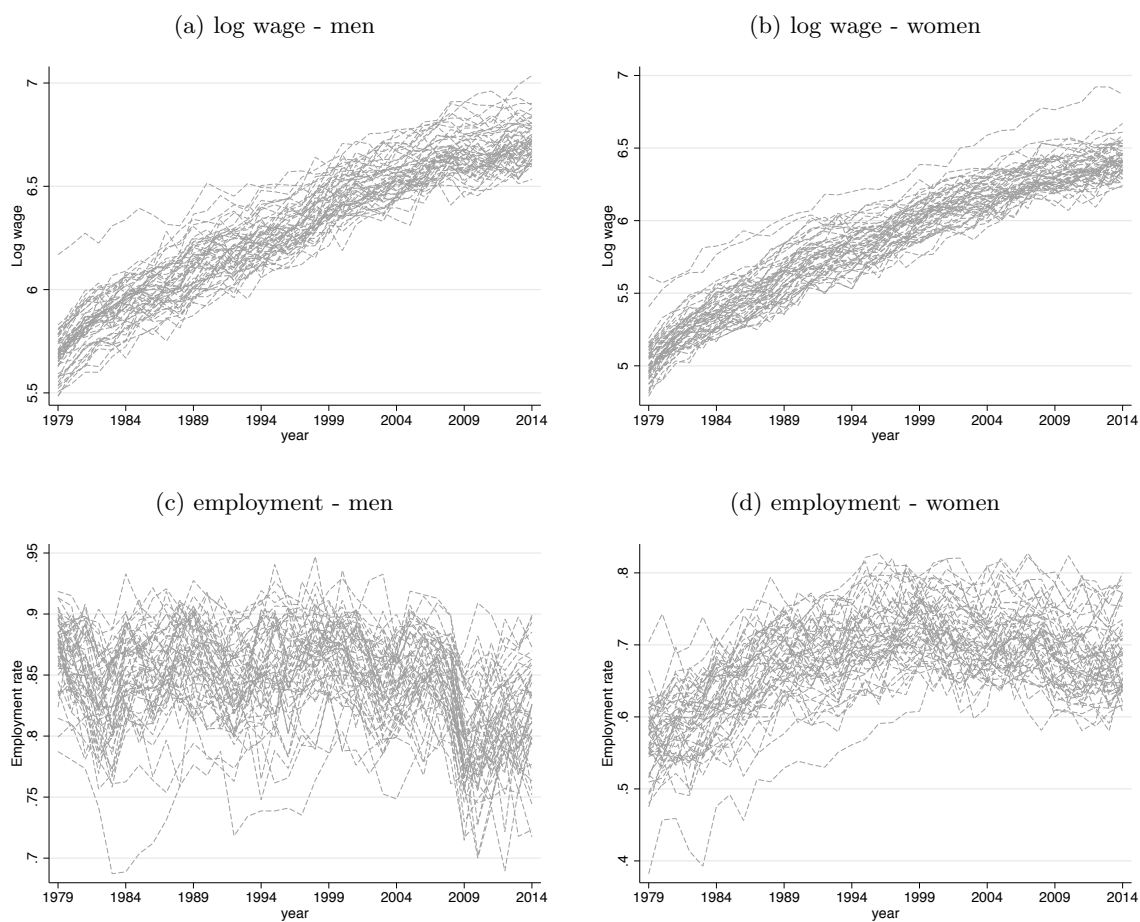 (a) log wage - men
(b) log wage - women
7
6.5
6
5.5
Log wage
1979 1984 1989 1994 1999 2004 2009 2014
year
7
6.5
6
5.5
5
Log wage
1979 1984 1989 1994 1999 2004 2009 2014
year
(c) employment - men
(d) employment - women
.95
.9
.85
.8
.75
.7
Employment rate
1979 1984 1989 1994 1999 2004 2009 2014
year
.8
.7
.6
.5
.4
Employment rate
1979 1984 1989 1994 1999 2004 2009 2014
year